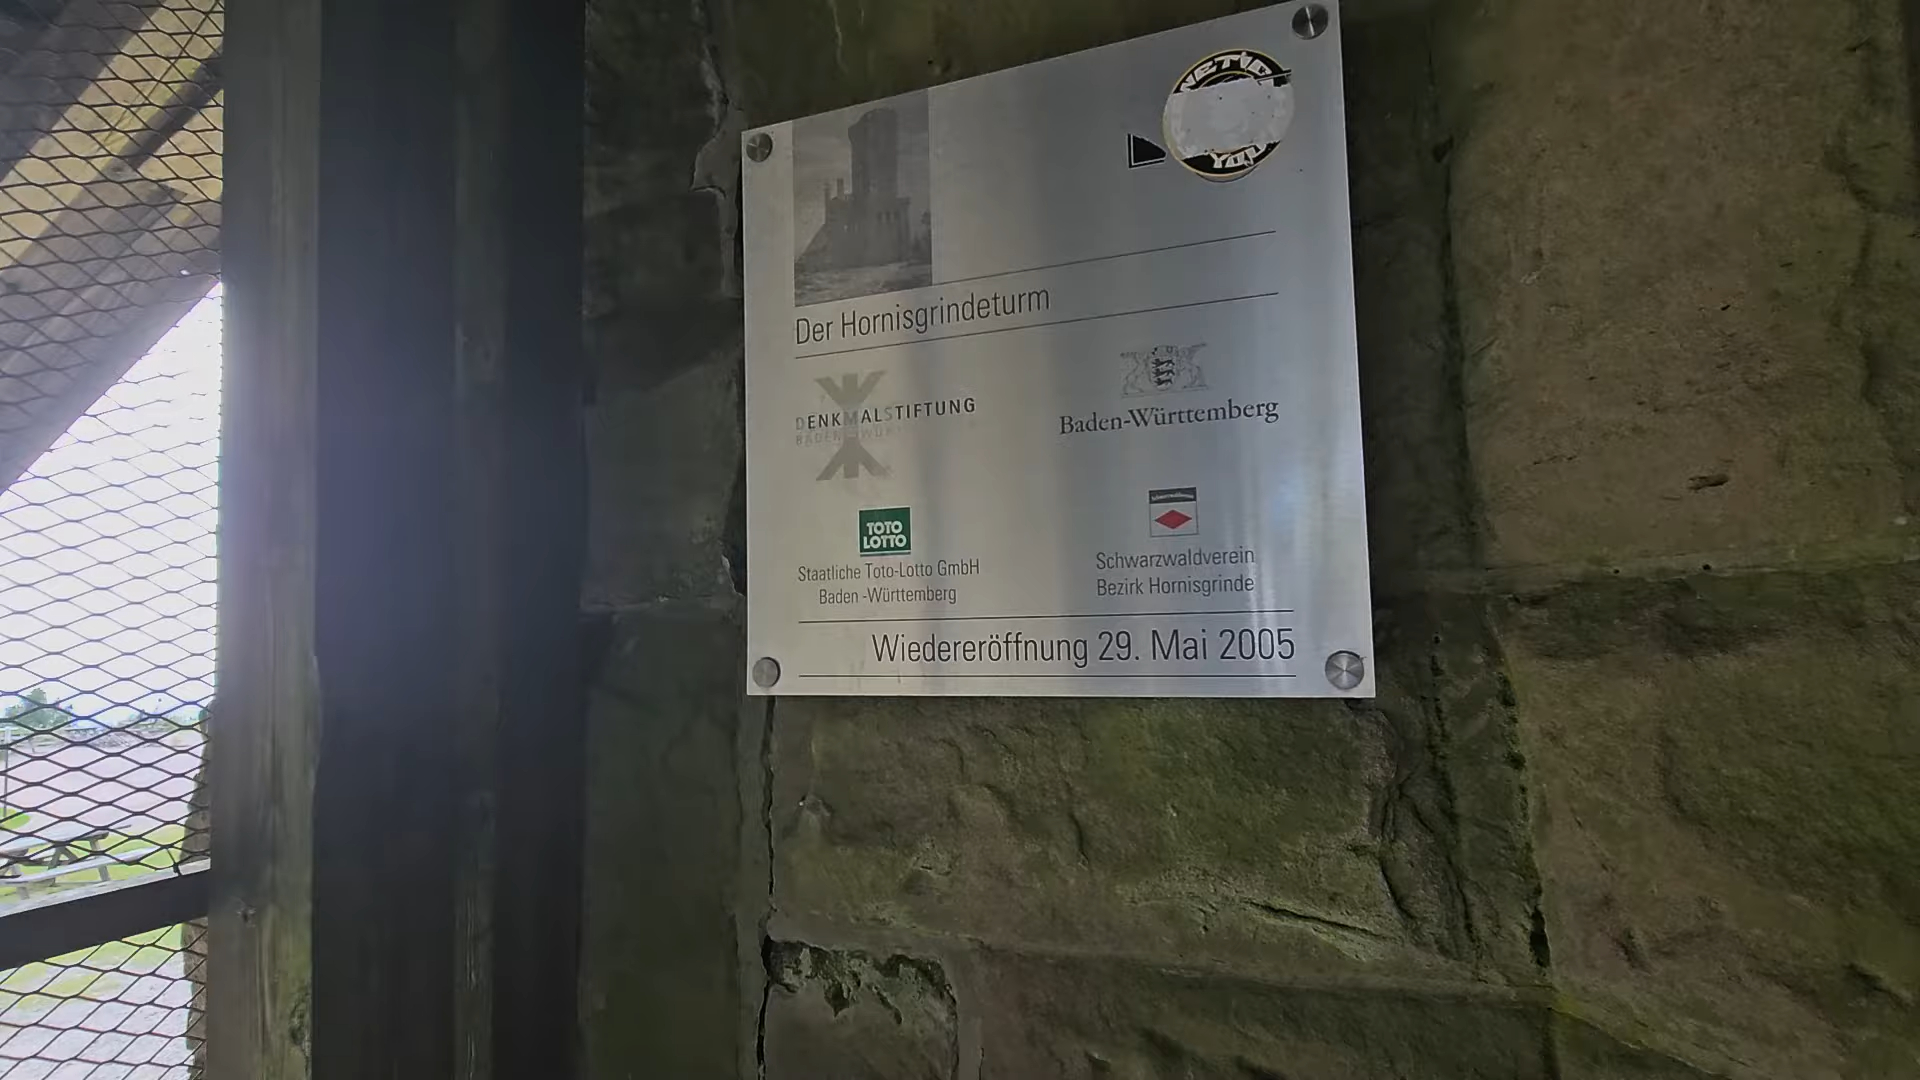 YOU
Der Hornisgrindeturm
DENKMALSTIFTUNG
Baden-Württemberg
TOTO
LOTTO
Staatliche Toto-Lotto GmbH
Baden -Württemberg
Schwarzwaldverein
Bezirk Hornisgrinde
Wiedereröffnung 29. Mai 2005